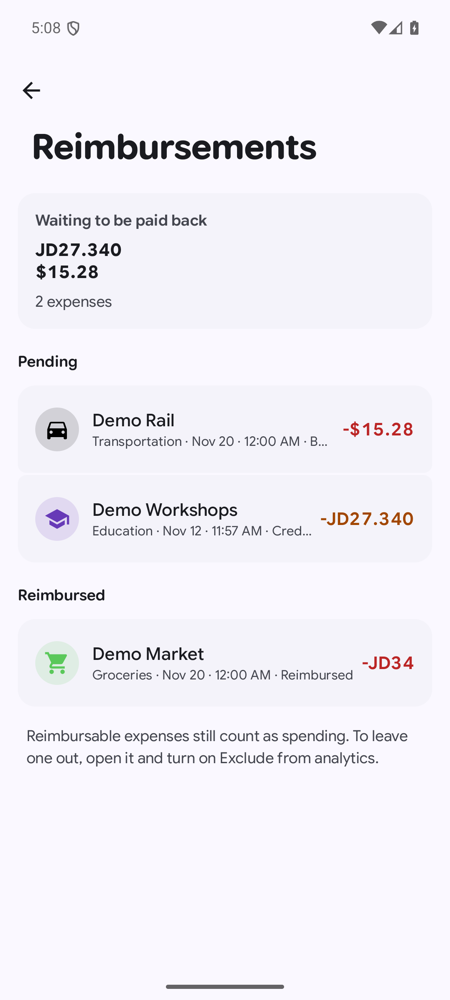 5:08
Reimbursements
Waiting to be paid back
JD27.340
$15.28
2 expenses
Pending
Demo Rail
-$15.28
Transportation · Nov 20 · 12:00 AM · B...
Demo Workshops
-JD27.340
Education · Nov 12 · 11:57 AM · Cred...
Reimbursed
Demo Market
-JD34
Groceries · Nov 20 · 12:00 AM · Reimbursed
Reimbursable expenses still count as spending. To leave
one out, open it and turn on Exclude from analytics.